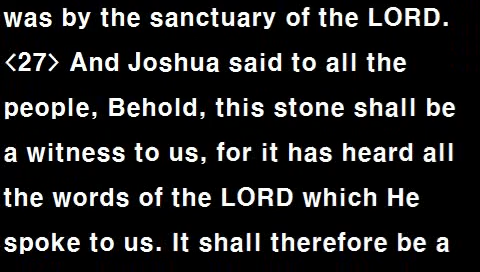 was by the sanctuary of the LORD.
<27> And Joshua said to all the
people, Behold, this stone shall be
a witness to us, for it has heard all
the words of the LORD which He
spoke to us. It shall therefore be a